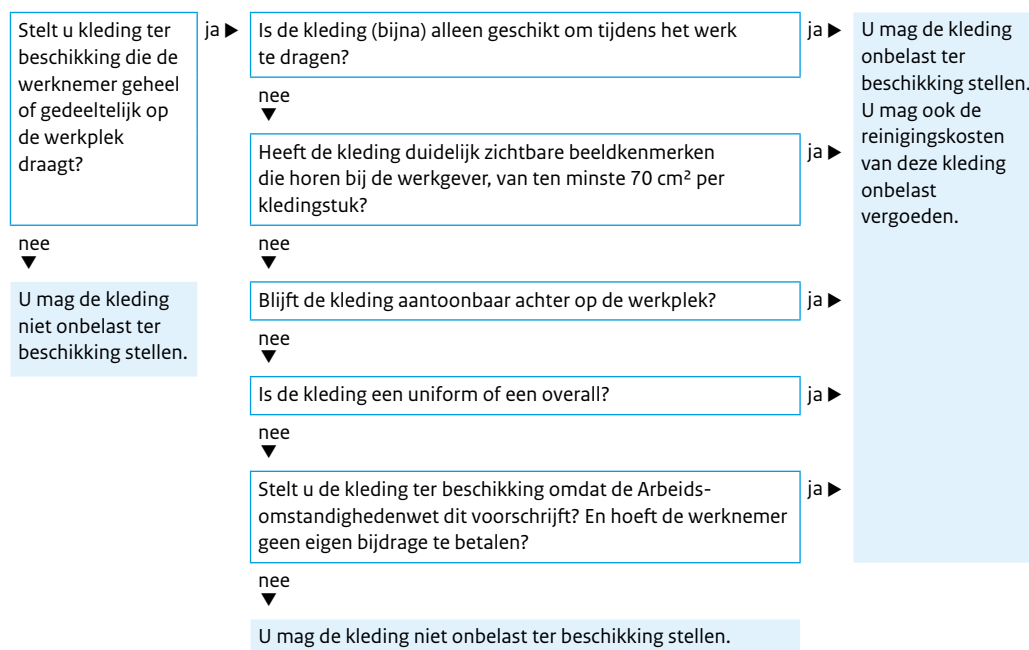 Stelt u kleding ter
beschikking die de
werknemer geheel
of gedeeltelijk op
de werkplek
draagt?
ja ▶
nee
▼
U mag de kleding
niet onbelast ter
beschikking stellen.
Is de kleding (bijna) alleen geschikt om tijdens het werk
te dragen?
ja ▶
nee
▼
Heeft de kleding duidelijk zichtbare beeldkenmerken
die horen bij de werkgever, van ten minste 70 cm² per
kledingstuk?
ja ▶
nee
▼
Blijft de kleding aantoonbaar achter op de werkplek?
ja ▶
nee
▼
Is de kleding een uniform of een overall?
ja ▶
nee
▼
Stelt u de kleding ter beschikking omdat de Arbeids-
omstandighedenwet dit voorschrijft? En hoeft de werknemer
geen eigen bijdrage te betalen?
ja ▶
nee
▼
U mag de kleding niet onbelast ter beschikking stellen.
U mag de kleding
onbelast ter
beschikking stellen.
U mag ook de
reinigingskosten
van deze kleding
onbelast
vergoeden.